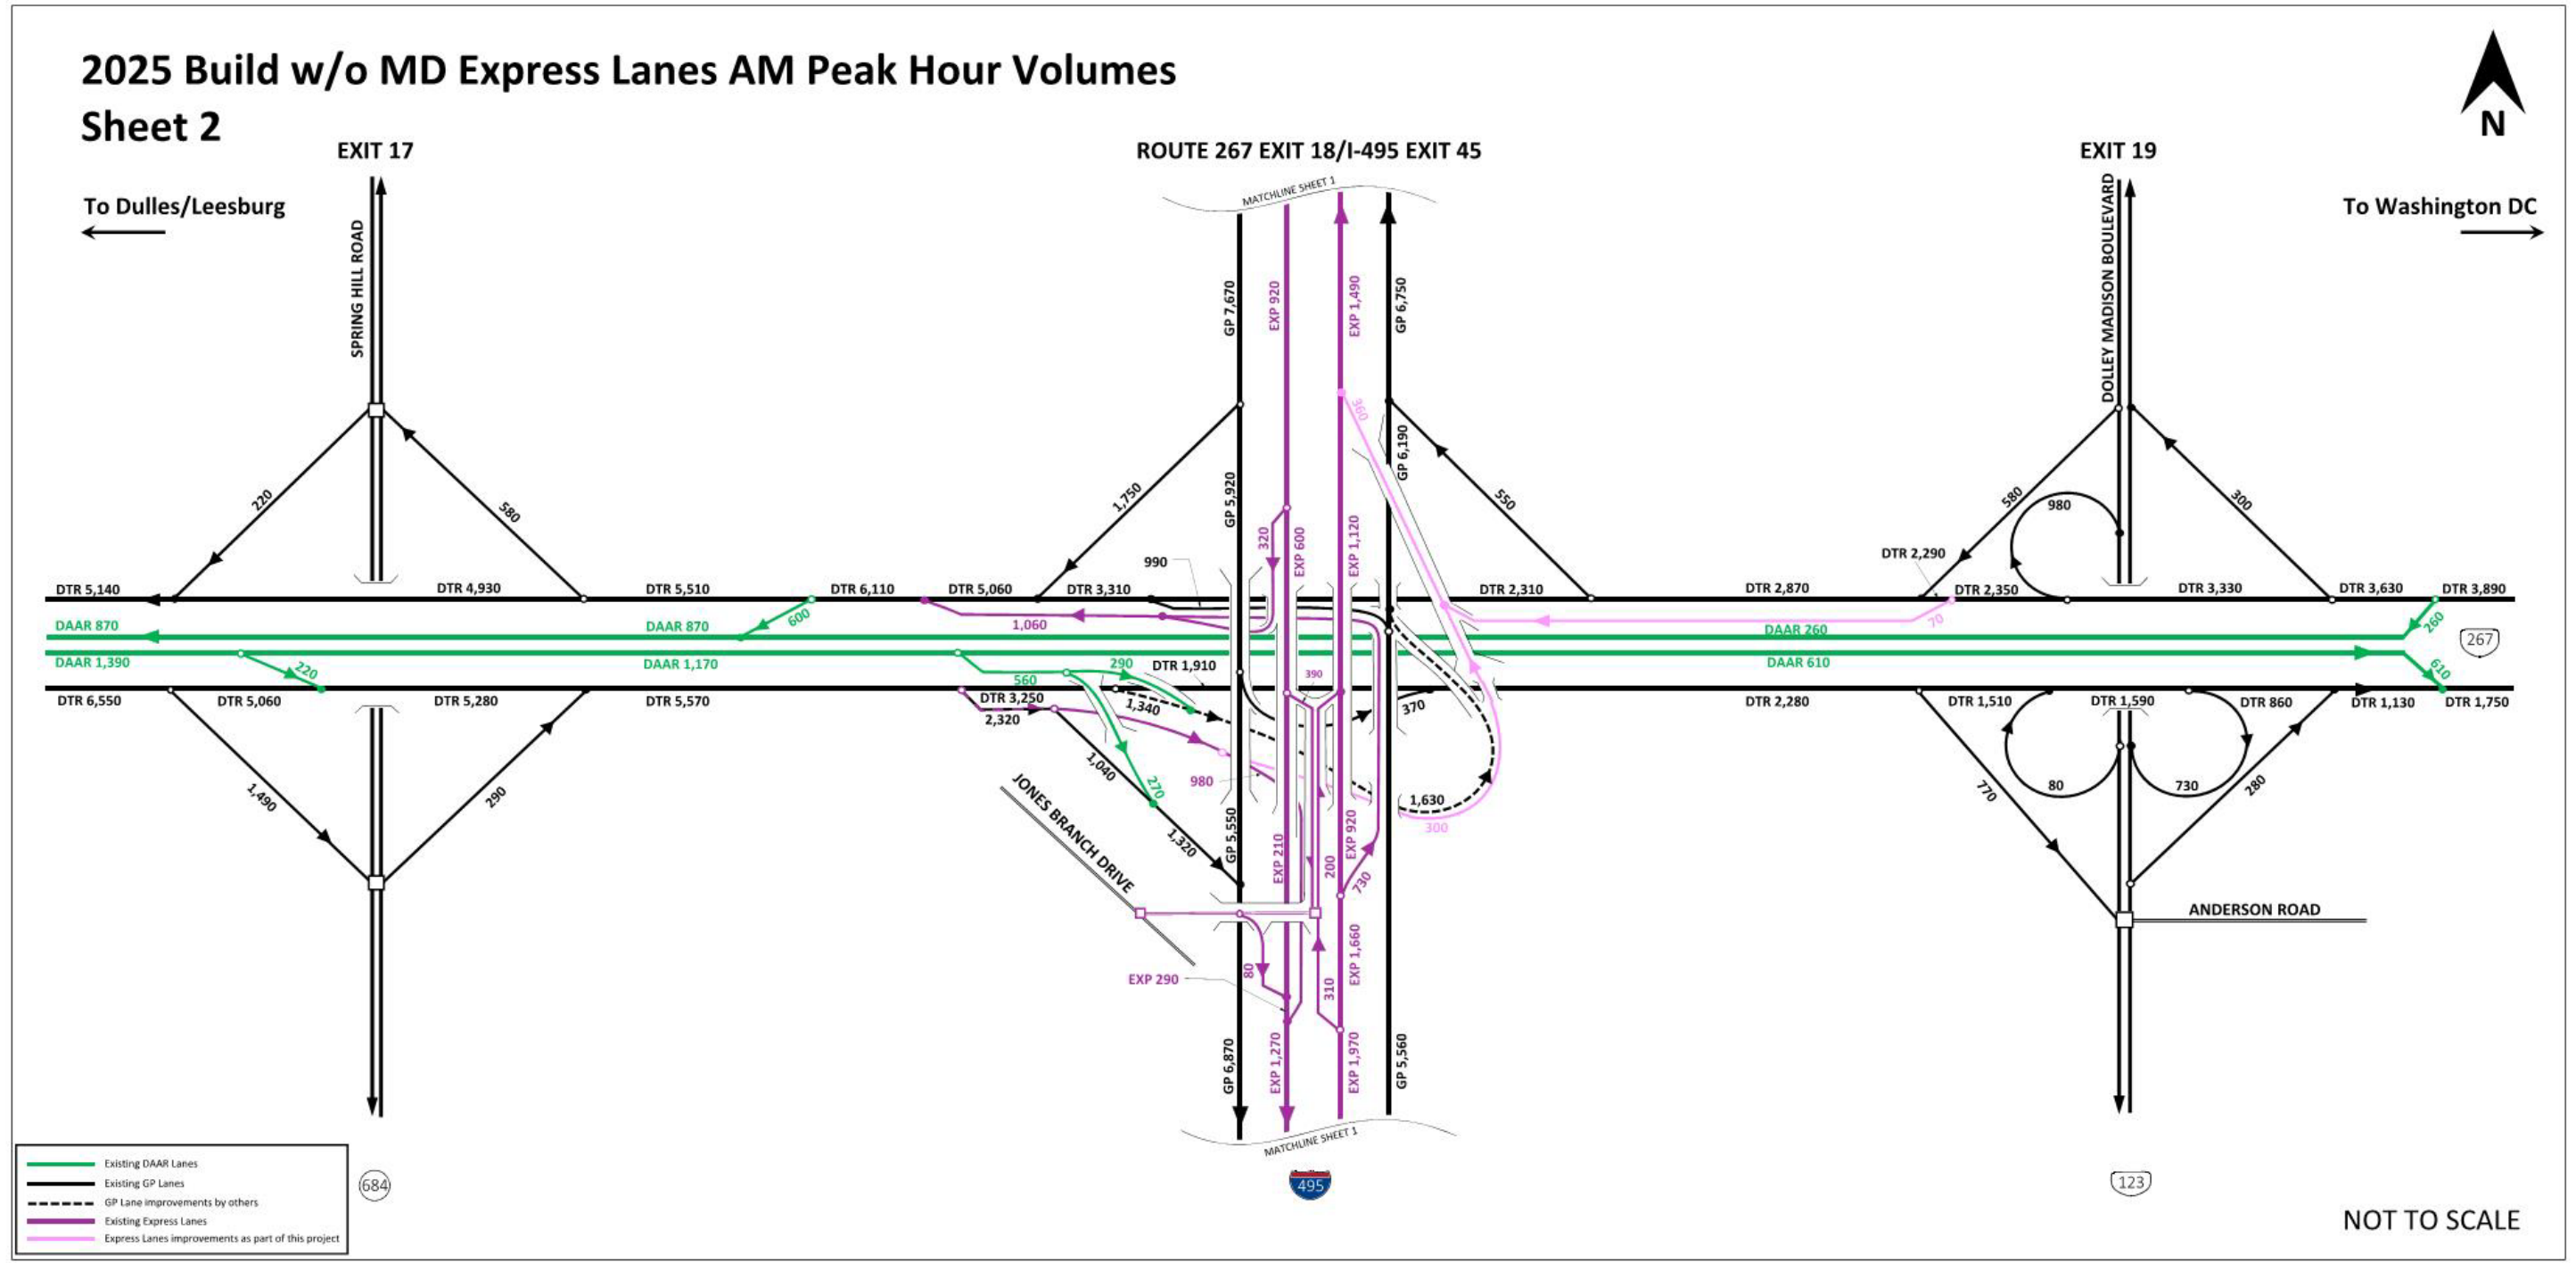 2025 Build w/o MD Express Lanes AM Peak Hour Volumes
Sheet 2
N
EXIT 17
ROUTE 267 EXIT 18/I-495 EXIT 45
EXIT 19
To Dulles/Leesburg
To Washington DC
MATCHLINE SHEET 1
SPRING HILL ROAD
DOLLEY MADISON BOULEVARD
GP 7,670
EXP 920
EXP 1,490
GP 6,750
360
GP 6,190
220
580
1,750
GP 5,920
320
EXP 600
EXP 1,120
550
580
980
300
990
DTR 2,290
DTR 5,140
DTR 4,930
DTR 5,510
DTR 6,110
DTR 5,060
DTR 3,310
DTR 2,310
DTR 2,870
DTR 2,350
DTR 3,330
DTR 3,630
DTR 3,890
600
1,060
70
260
DAAR 870
DAAR 870
DAAR 260
267
DAAR 1,390
DAAR 1,170
DAAR 610
220
290
560
DTR 1,910
390
610
DTR 6,550
DTR 5,060
DTR 5,280
DTR 5,570
DTR 3,250
2,320
1,340
370
DTR 2,280
DTR 1,510
DTR 1,590
DTR 860
DTR 1,130
DTR 1,750
1,490
290
1,040
270
980
1,630
300
770
80
730
280
JONES BRANCH DRIVE
1,320
GP 5,550
EXP 210
200
EXP 920
730
ANDERSON ROAD
EXP 290
80
310
EXP 1,660
GP 6,870
EXP 1,270
EXP 1,970
GP 5,560
MATCHLINE SHEET 1
Existing DAAR Lanes
Existing GP Lanes
GP Lane improvements by others
Existing Express Lanes
Express Lanes improvements as part of this project
684
495
123
NOT TO SCALE